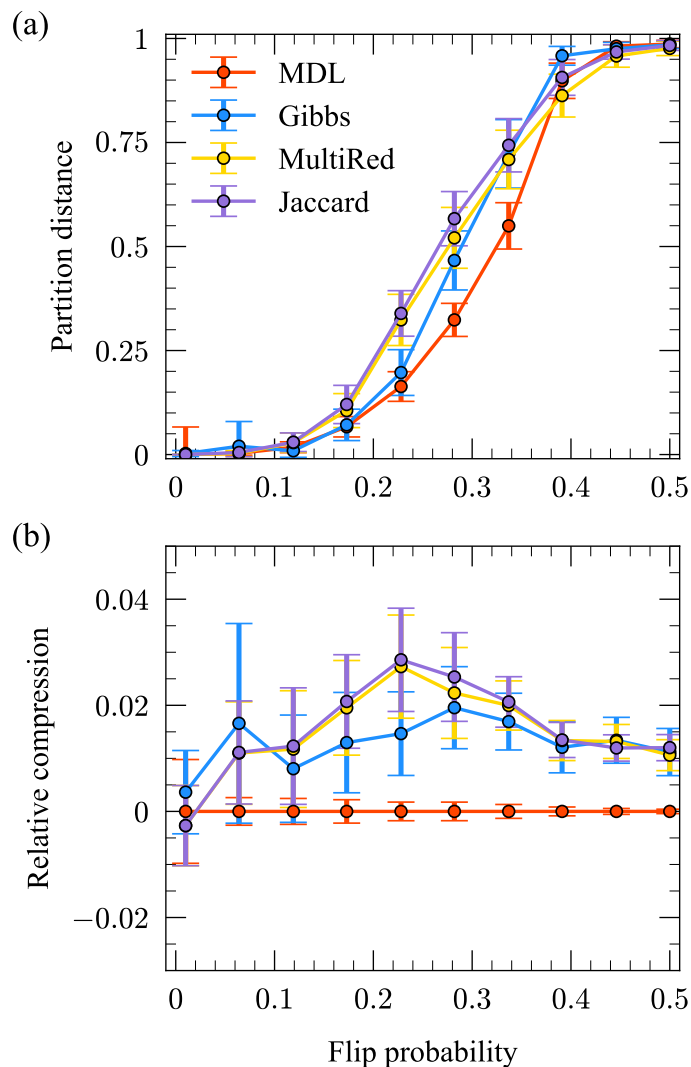 (a)
1
0.75
0.5
0.25
0
Partition distance
MDL
Gibbs
MultiRed
Jaccard
0 0.1 0.2 0.3 0.4 0.5
(b)
0.04
0.02
0
−0.02
Relative compression
0 0.1 0.2 0.3 0.4 0.5
Flip probability